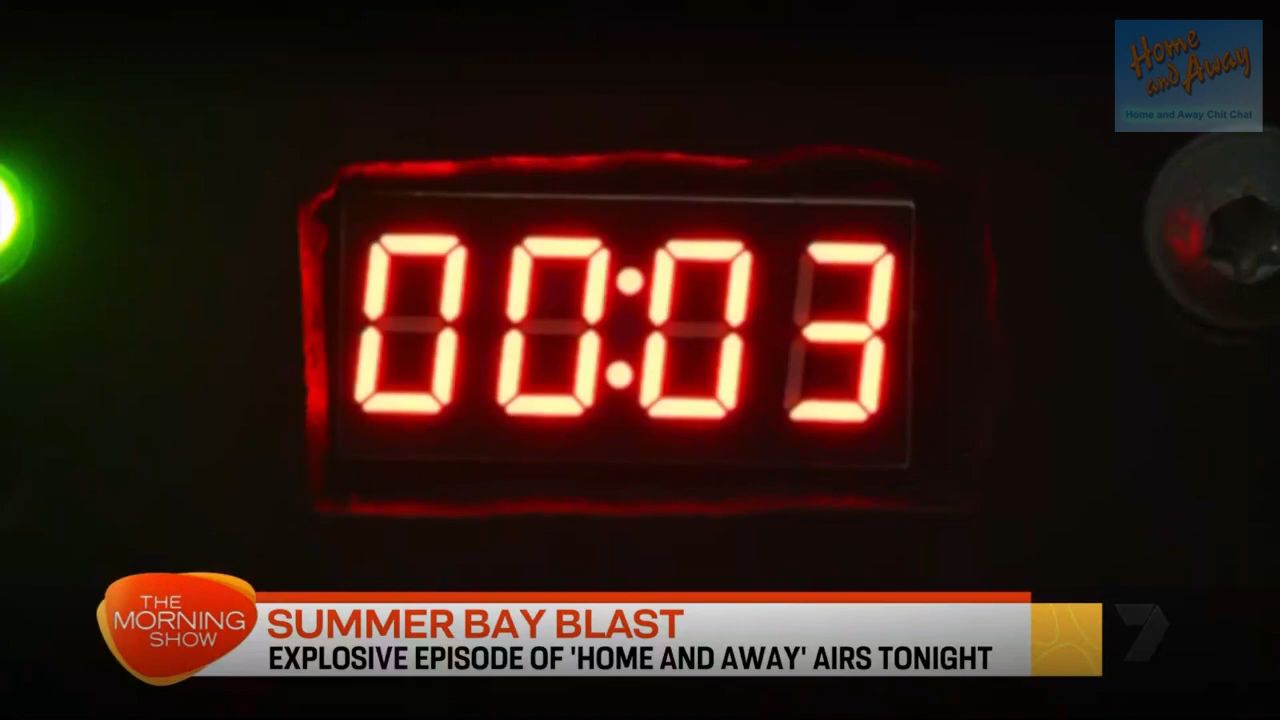 Home
and Away
Home and Away Chit Chat
00:03
THE
MORNING
SHOW
SUMMER BAY BLAST
EXPLOSIVE EPISODE OF 'HOME AND AWAY' AIRS TONIGHT
7